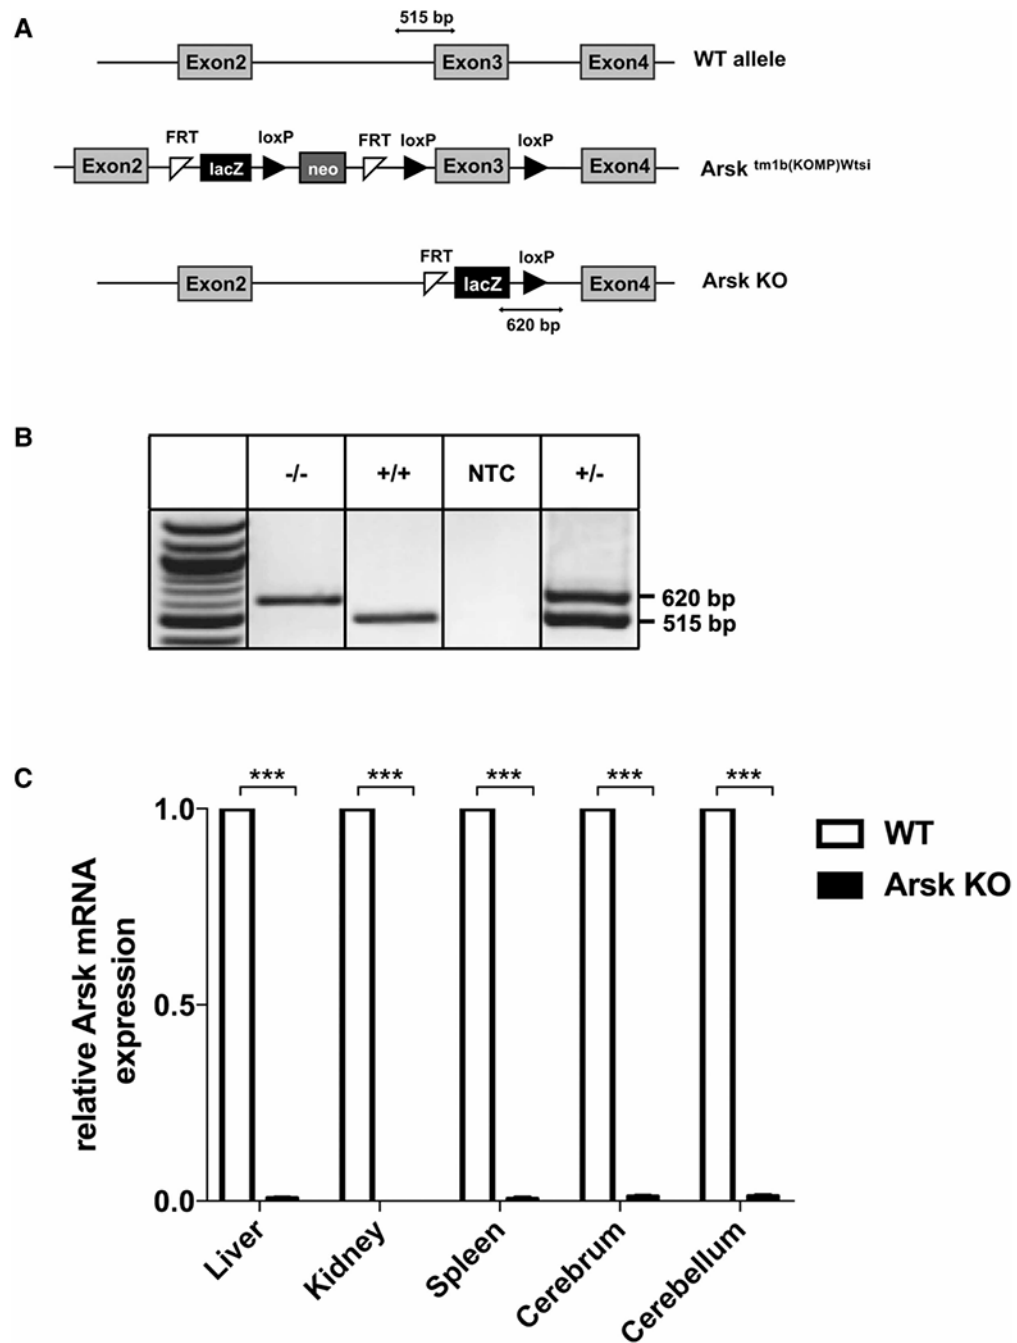 A
515 bp
Exon2 Exon3 Exon4 WT allele
FRT loxP FRT loxP loxP
Exon2 lacZ neo Exon3 Exon4 Arsk tm1b(KOMP)Wtsi
FRT loxP
Exon2 lacZ Exon4 Arsk KO
620 bp
B
-/- +/+ NTC +/-
620 bp
515 bp
C
*** *** *** *** ***
1.0
0.5
0.0
relative Arsk mRNA
expression
WT
Arsk KO
Liver Kidney Spleen Cerebrum Cerebellum